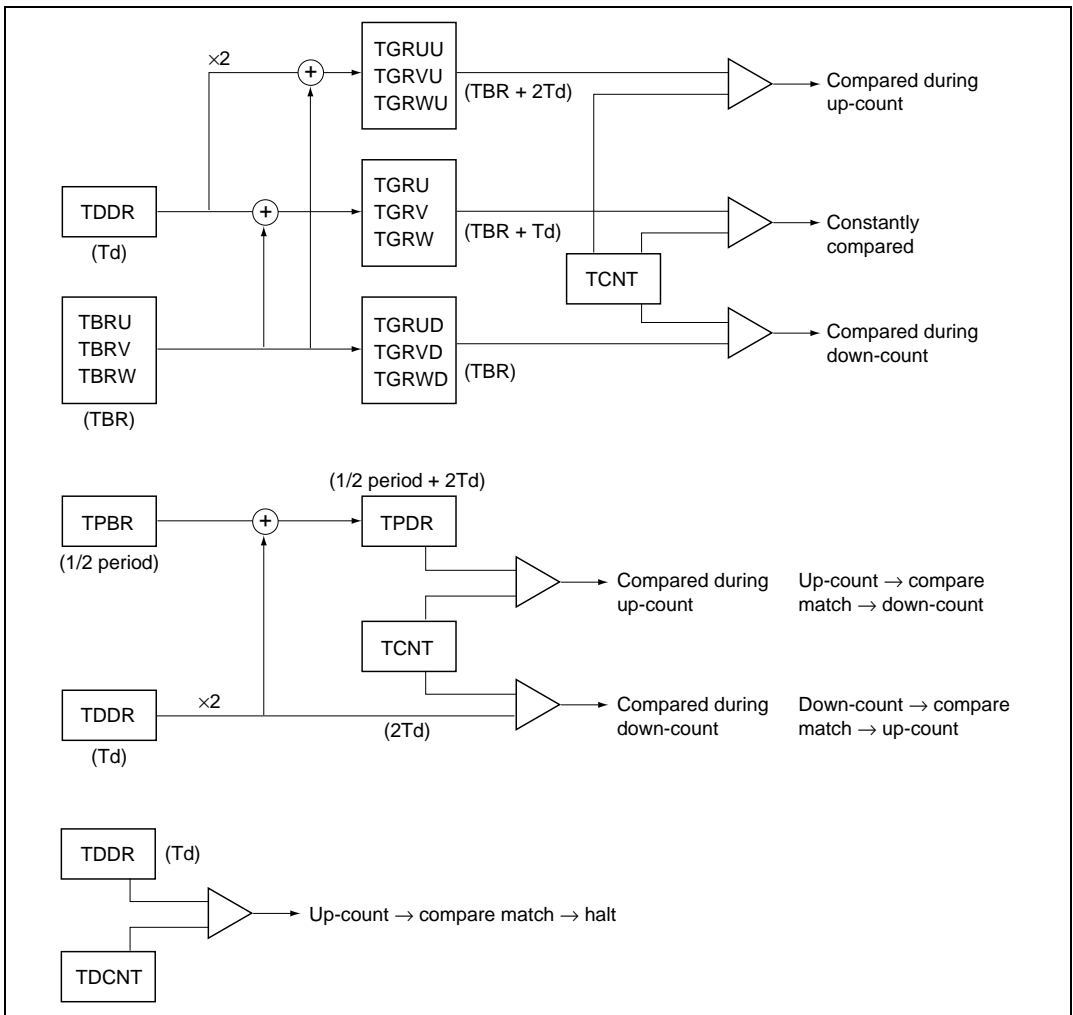 ×2
+
TGRUU
TGRVU
TGRWU
(TBR + 2Td)
Compared during
up-count
TDDR
(Td)
+
TGRU
TGRV
TGRW
(TBR + Td)
Constantly
compared
TCNT
TBRU
TBRV
TBRW
(TBR)
TGRUD
TGRVD
TGRWD
(TBR)
Compared during
down-count
(1/2 period + 2Td)
TPBR
(1/2 period)
+
TPDR
Compared during
up-count
Up-count → compare
match → down-count
TCNT
TDDR
(Td)
×2
(2Td)
Compared during
down-count
Down-count → compare
match → up-count
TDDR
(Td)
Up-count → compare match → halt
TDCNT